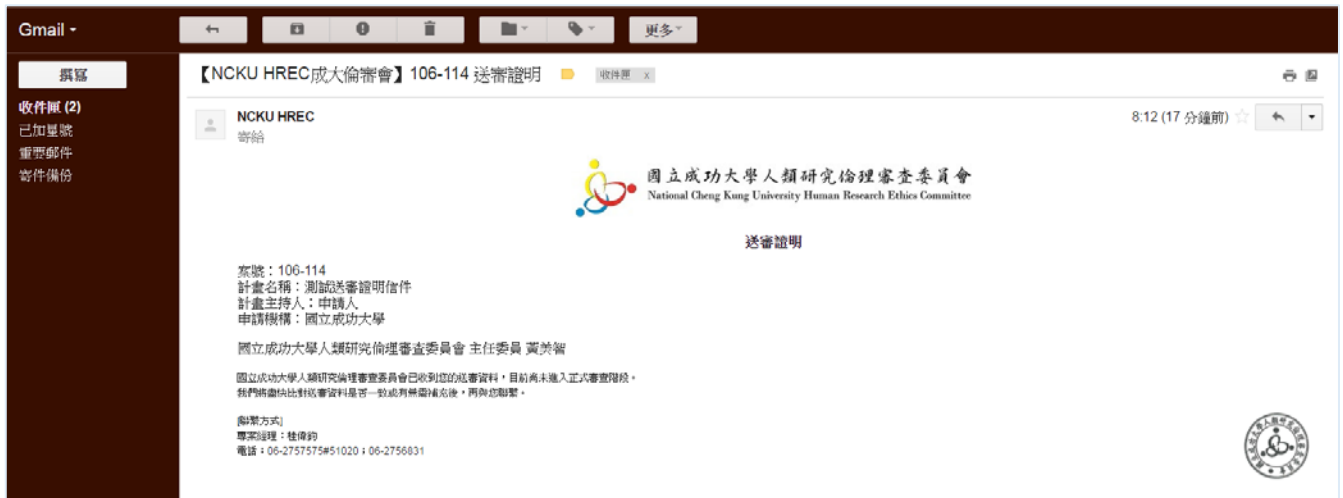 Gmail
更多
撰寫
【NCKU HREC成大倫審會】106-114 送審證明
收件匣 x
收件匣 (2)
已加星號
重要郵件
寄件備份
NCKU HREC
寄給
8:12 (17 分鐘前)
國立成功大學人類研究倫理審查委員會
National Cheng Kung University Human Research Ethics Committee
送審證明
案號：106-114
計畫名稱：測試送審證明信件
計畫主持人：申請人
申請機構：國立成功大學
國立成功大學人類研究倫理審查委員會 主任委員 黃美智
國立成功大學人類研究倫理審查委員會已收到您的送審資料，目前尚未進入正式審查階段。
我們將盡快比對送審資料是否一致或有無需補充後，再與您聯繫。
[聯繫方式]
專案經理：桂偉鈞
電話：06-2757575#51020；06-2756831